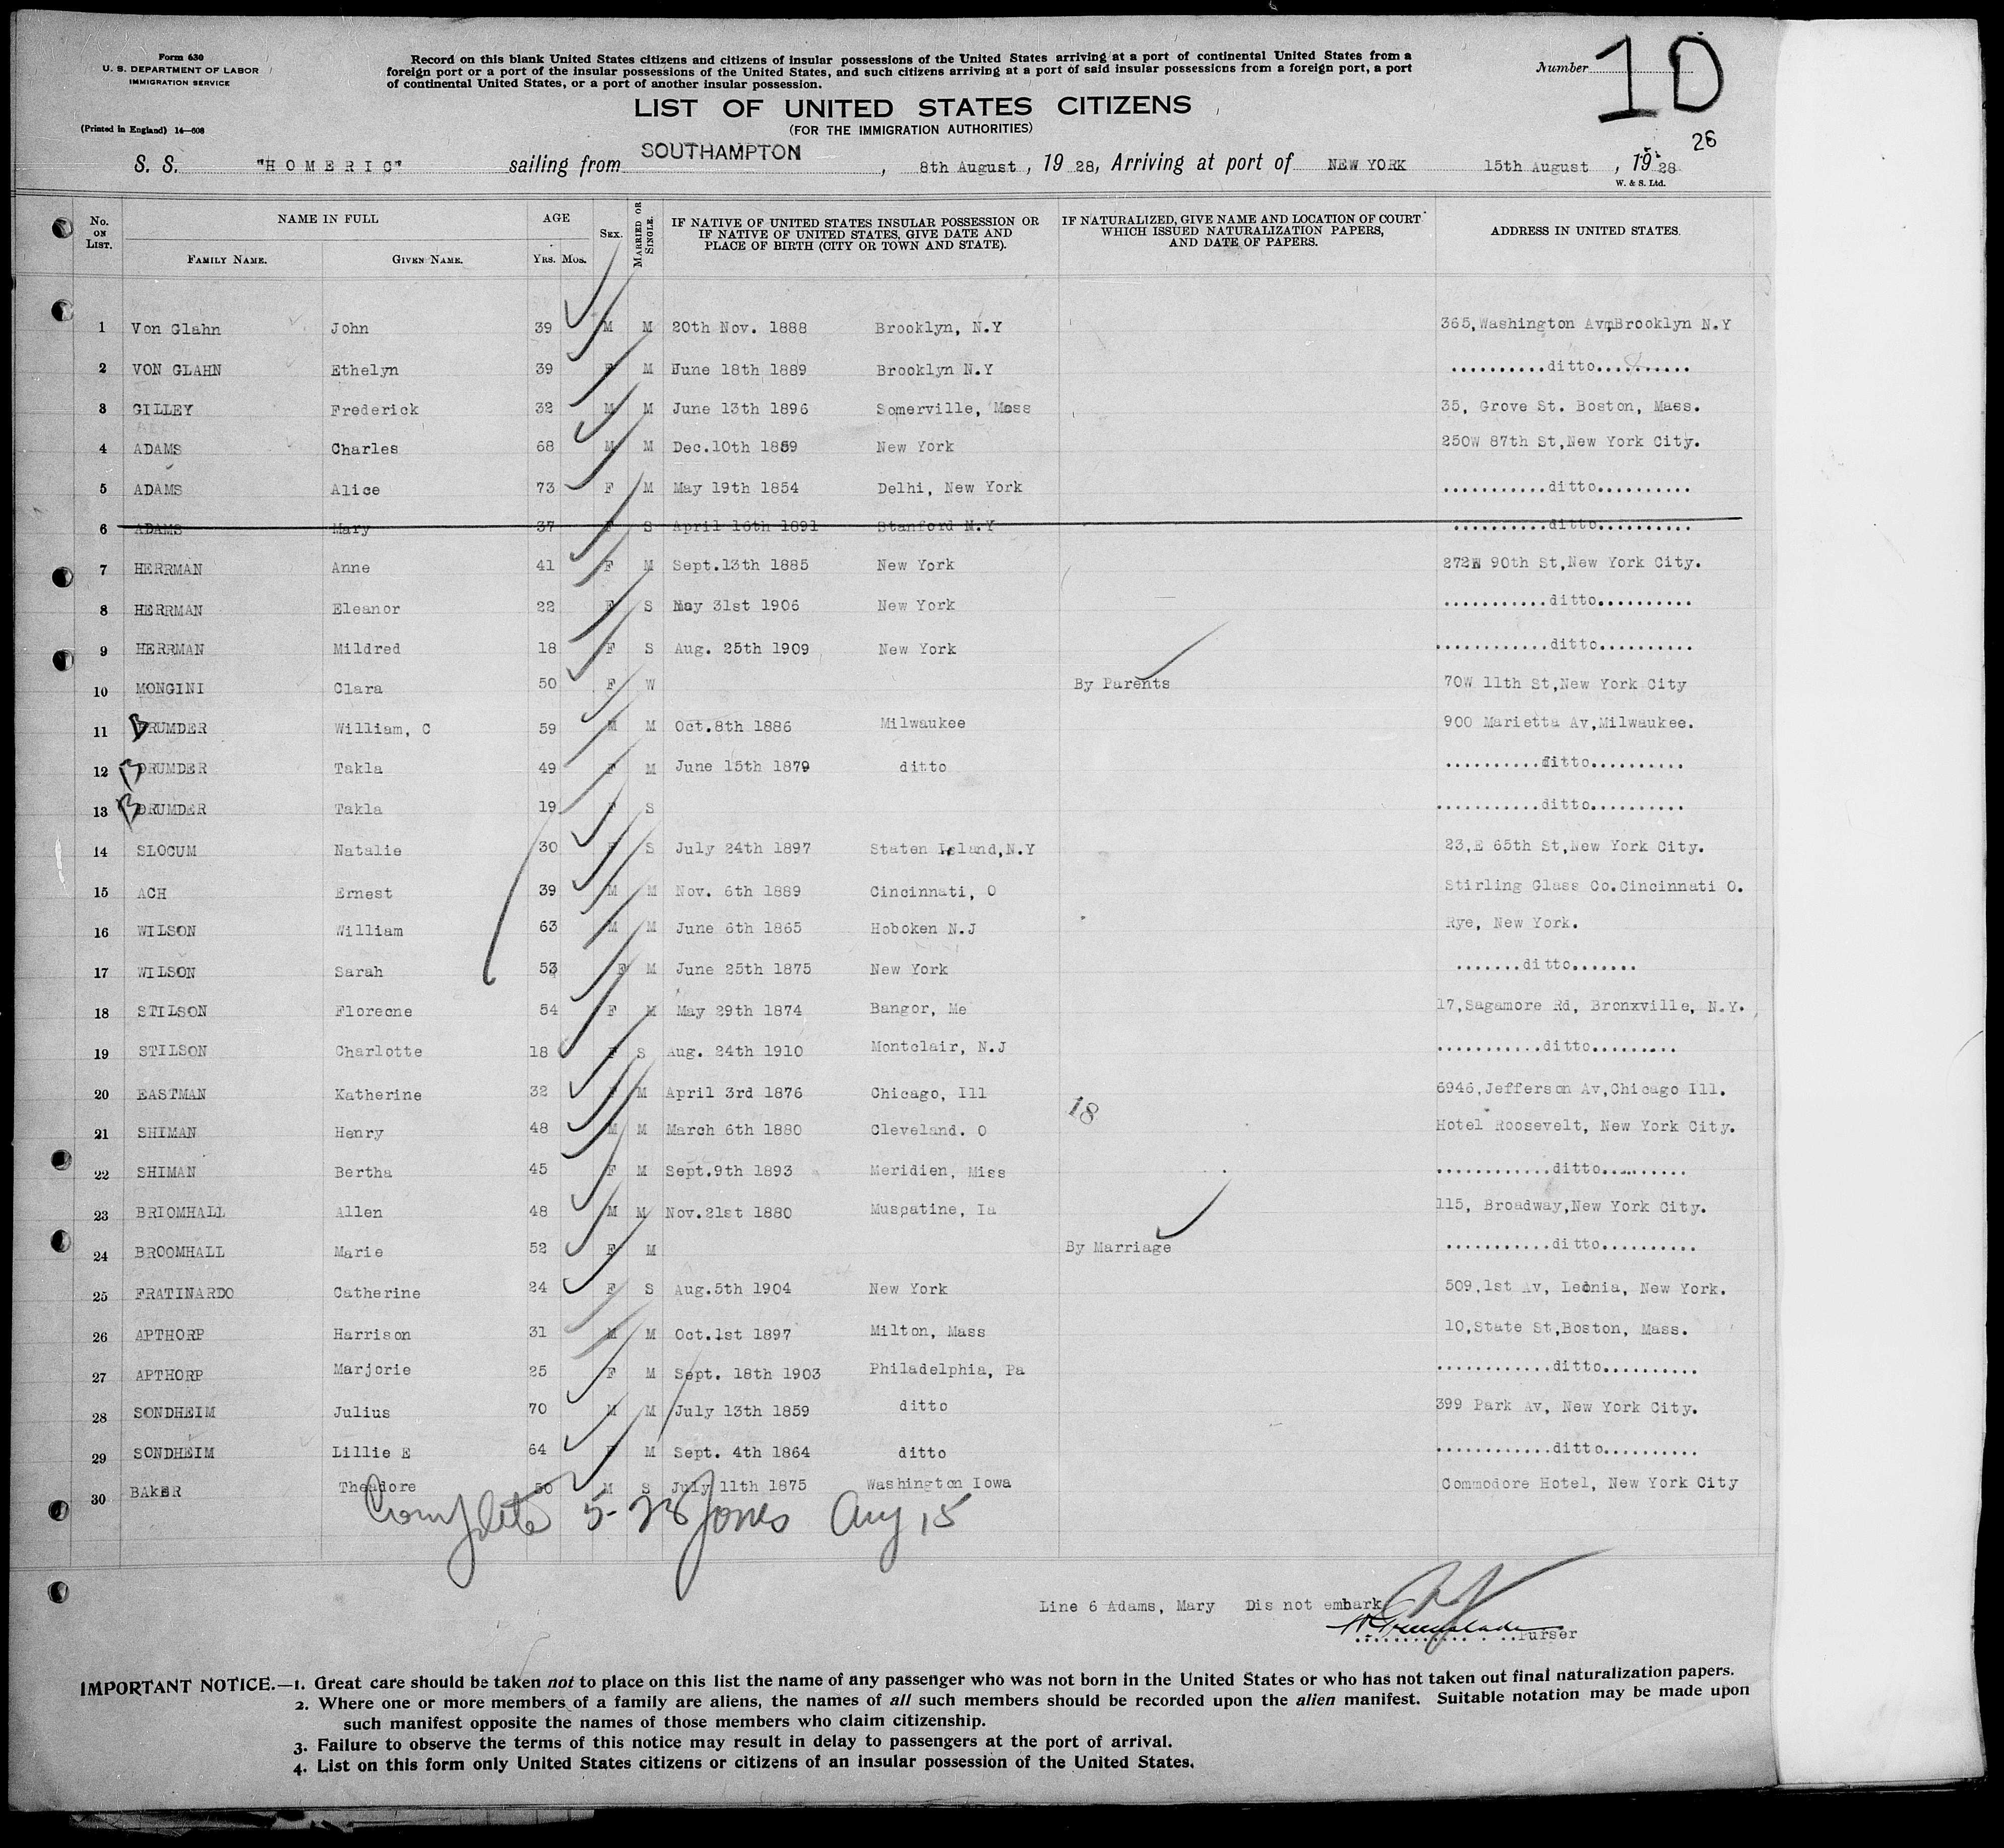 Form 630
U. S. DEPARTMENT OF LABOR
IMMIGRATION SERVICE
(Printed in England) 14—608
Record on this blank United States citizens and citizens of insular possessions of the United States arriving at a port of continental United States from a
foreign port or a port of the insular possessions of the United States, and such citizens arriving at a port of said insular possessions from a foreign port, a port
of continental United States, or a port of another insular possession.
Number 10
LIST OF UNITED STATES CITIZENS
(FOR THE IMMIGRATION AUTHORITIES)
26
S. S. "HOMERIC" sailing from SOUTHAMPTON, 8th August, 19 28, Arriving at port of NEW YORK 15th August, 19 28
W. & S. Ltd.
No. ON LIST. NAME IN FULL AGE SEX. MARRIED OR SINGLE. IF NATIVE OF UNITED STATES INSULAR POSSESSION OR IF NATIVE OF UNITED STATES, GIVE DATE AND PLACE OF BIRTH (CITY OR TOWN AND STATE). IF NATURALIZED, GIVE NAME AND LOCATION OF COURT WHICH ISSUED NATURALIZATION PAPERS, AND DATE OF PAPERS. ADDRESS IN UNITED STATES.
FAMILY NAME. GIVEN NAME. YRS. MOS.
1 Von Glahn John 39 M M 20th Nov. 1888 Brooklyn, N.Y 365,Washington Av Brooklyn N.Y
2 VON GLAHN Ethelyn 39 F M June 18th 1889 Brooklyn N.Y ..........ditto..........
3 GILLEY Frederick 32 M M June 13th 1896 Somerville, Mass 35, Grove St. Boston, Mass.
4 ADAMS Charles 68 M M Dec.10th 1859 New York 250W 87th St,New York City.
5 ADAMS Alice 73 F M May 19th 1854 Delhi, New York ...........ditto..........
6 ADAMS Mary 37 F S April 16th 1891 Stanford N.Y ..........ditto..........
7 HERRMAN Anne 41 F M Sept.13th 1885 New York 272W 90th St,New York City.
8 HERRMAN Eleanor 22 F S May 31st 1906 New York ...........ditto..........
9 HERRMAN Mildred 18 F S Aug. 25th 1909 New York ............ditto..........
10 MONGINI Clara 50 F W By Parents 70W 11th St,New York City
11 BRUMDER William, C 59 M M Oct.8th 1886 Milwaukee 900 Marietta Av,Milwaukee.
12 BRUMDER Takla 49 F M June 15th 1879 ditto ..........ditto..........
13 BRUMDER Takla 19 F S ...........ditto..........
14 SLOCUM Natalie 30 F S July 24th 1897 Staten Island,N.Y 23,E 65th St,New York City.
15 ACH Ernest 39 M M Nov. 6th 1889 Cincinnati, O Stirling Glass Co.Cincinnati O.
16 WILSON William 63 M M June 6th 1865 Hoboken N.J Rye, New York.
17 WILSON Sarah 53 F M June 25th 1875 New York .......ditto.......
18 STILSON Florecne 54 F M May 29th 1874 Bangor, Me 17,Sagamore Rd, Bronxville, N.Y.
19 STILSON Charlotte 18 F S Aug. 24th 1910 Montclair, N.J ...........ditto.........
20 EASTMAN Katherine 32 F M April 3rd 1876 Chicago, Ill 6946,Jefferson Av,Chicago Ill.
18
21 SHIMAN Henry 48 M M March 6th 1880 Cleveland. O Hotel Roosevelt, New York City.
22 SHIMAN Bertha 45 F M Sept.9th 1893 Meridien, Miss ............ditto.........
23 BRIOMHALL Allen 48 M M Nov.21st 1880 Muspatine, Ia 115, Broadway,New York City.
24 BROOMHALL Marie 52 F M By Marriage ...........ditto..........
25 FRATINARDO Catherine 24 F S Aug.5th 1904 New York 509,1st Av, Leonia, New York.
26 APTHORP Harrison 31 M M Oct.1st 1897 Milton, Mass 10,State St,Boston, Mass.
27 APTHORP Marjorie 25 F M Sept. 18th 1903 Philadelphia, Pa ............ditto..........
28 SONDHEIM Julius 70 M M July 13th 1859 ditto 399 Park Av, New York City.
29 SONDHEIM Lillie E 64 F M Sept. 4th 1864 ditto ............ditto..........
30 BAKER Theadore 50 M S July 11th 1875 Washington Iowa Commodore Hotel, New York City
Complete 5-28 Jones Aug 15
Line 6 Adams, Mary Dis not embark
Purser
IMPORTANT NOTICE.—1. Great care should be taken not to place on this list the name of any passenger who was not born in the United States or who has not taken out final naturalization papers.
2. Where one or more members of a family are aliens, the names of all such members should be recorded upon the alien manifest. Suitable notation may be made upon
such manifest opposite the names of those members who claim citizenship.
3. Failure to observe the terms of this notice may result in delay to passengers at the port of arrival.
4. List on this form only United States citizens or citizens of an insular possession of the United States.